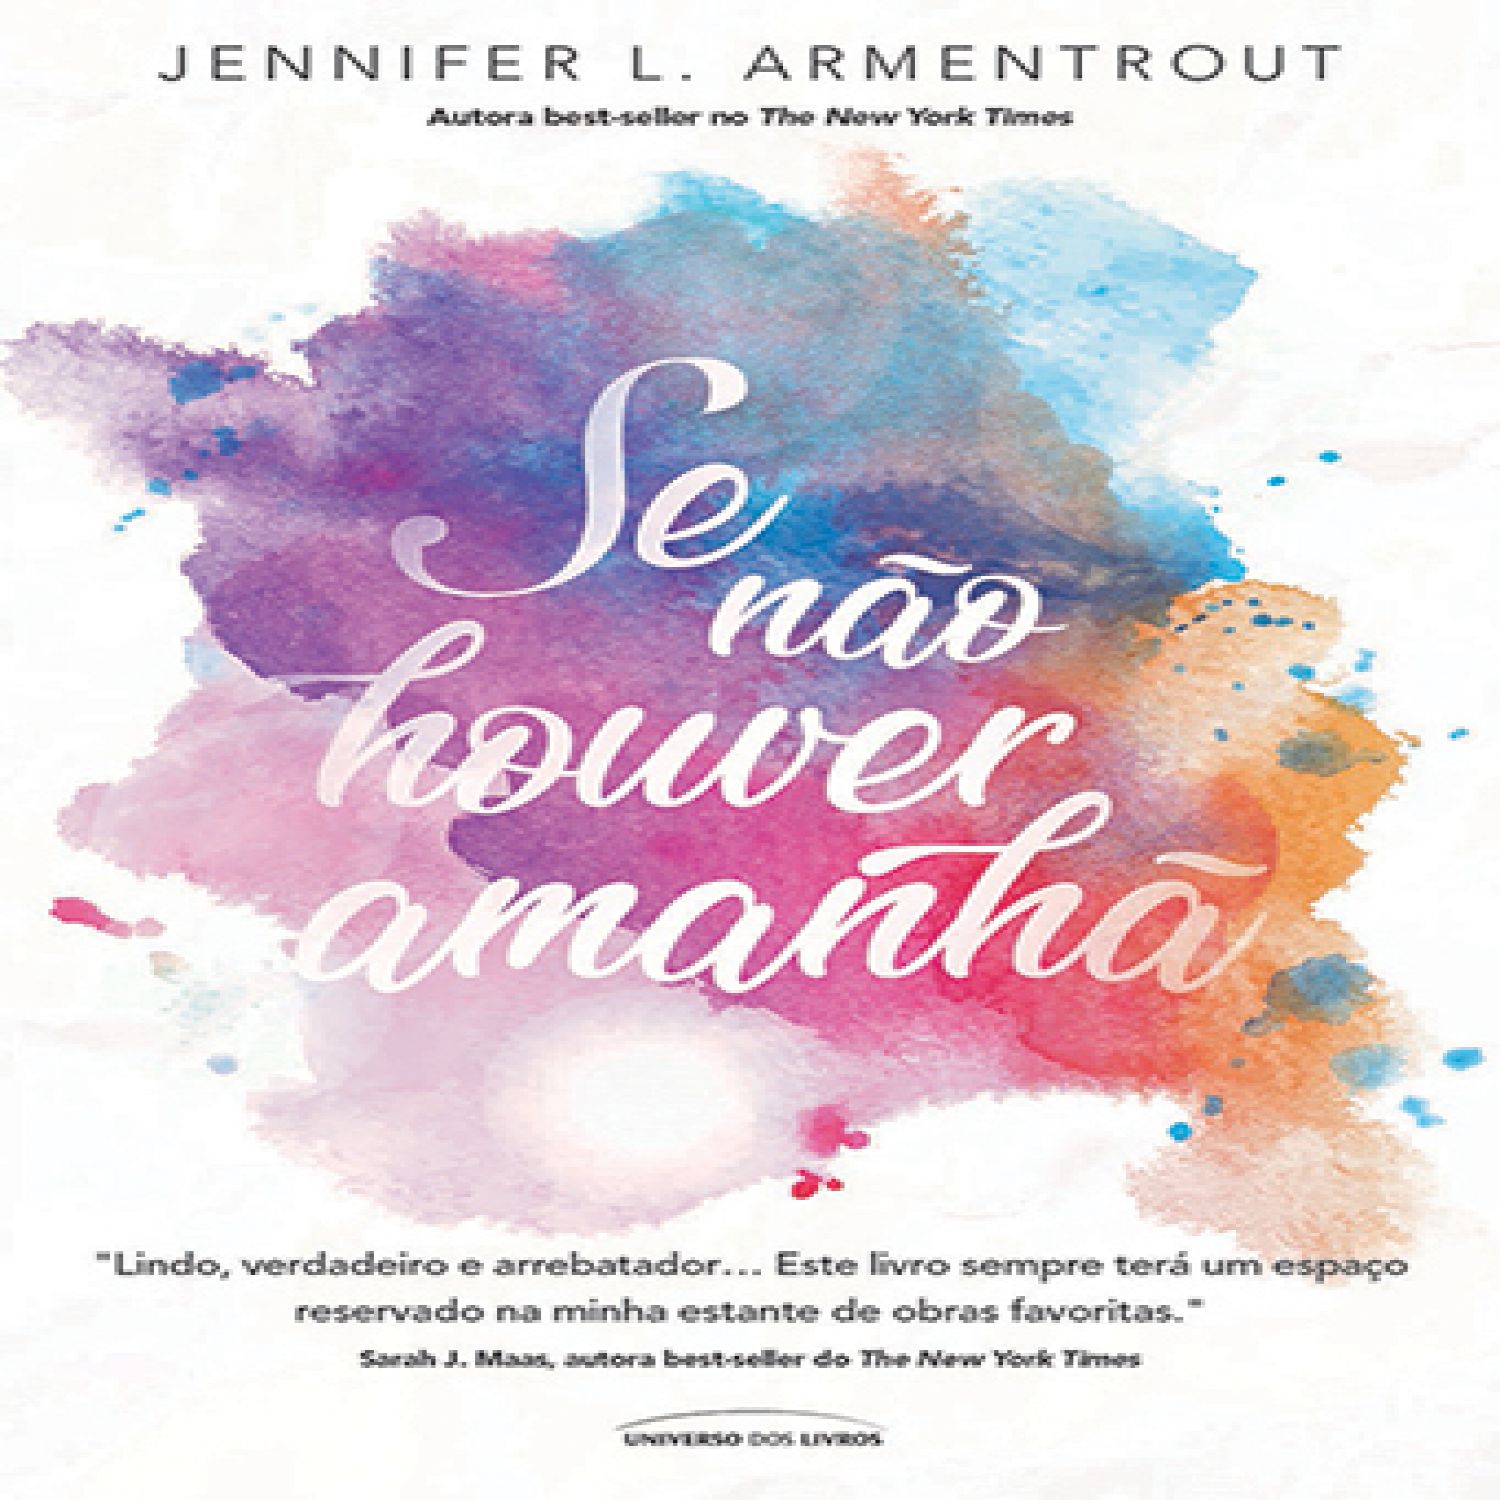 JENNIFER L. ARMENTROUT
Autora best-seller no The New York Times
Se
não
houver
amanhã
"Lindo, verdadeiro e arrebatador... Este livro sempre terá um espaço
reservado na minha estante de obras favoritas."
Sarah J. Maas, autora best-seller do The New York Times
UNIVERSO DOS LIVROS